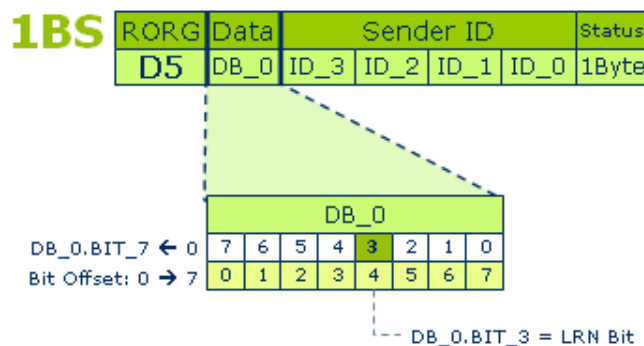 1BS RORG Data Sender ID Status
D5 DB_0 ID_3 ID_2 ID_1 ID_0 1Byte
DB_0
DB_0.BIT_7 ← 0 7 6 5 4 3 2 1 0
Bit Offset: 0 → 7 0 1 2 3 4 5 6 7
DB_0.BIT_3 = LRN Bit